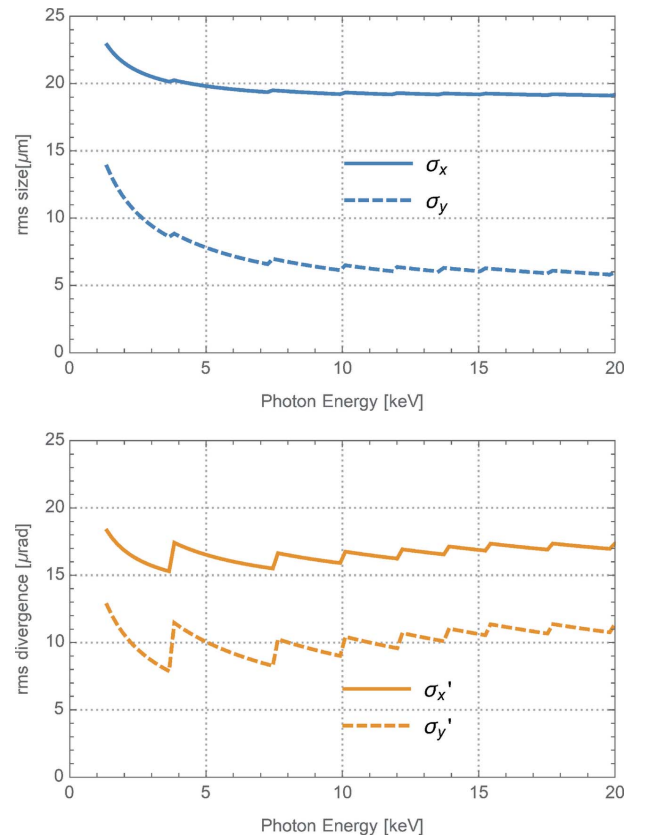 25
20
15
10
5
0
rms size[μm]
σx
σy
0 5 10 15 20
Photon Energy [keV]
25
20
15
10
5
0
rms divergence [μrad]
σx'
σy'
0 5 10 15 20
Photon Energy [keV]